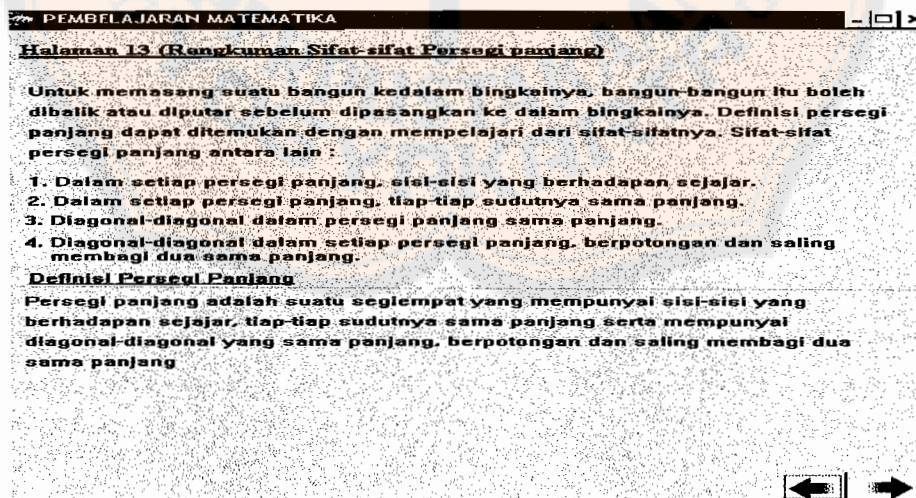 PEMBELAJARAN MATEMATIKA
Halaman 13 (Rangkuman Sifat-sifat Persegi panjang)
Untuk memasang suatu bangun kedalam bingkainya, bangun-bangun itu boleh
dibalik atau diputar sebelum dipasangkan ke dalam bingkainya. Definisi persegi
panjang dapat ditemukan dengan mempelajari dari sifat-sifatnya. Sifat-sifat
persegi panjang antara lain :
1. Dalam setiap persegi panjang, sisi-sisi yang berhadapan sejajar.
2. Dalam setiap persegi panjang, tiap-tiap sudutnya sama panjang.
3. Diagonal-diagonal dalam persegi panjang sama panjang.
4. Diagonal-diagonal dalam setiap persegi panjang, berpotongan dan saling
membagi dua sama panjang.
Definisi Persegi Panjang
Persegi panjang adalah suatu segiempat yang mempunyai sisi-sisi yang
berhadapan sejajar, tiap-tiap sudutnya sama panjang serta mempunyai
diagonal-diagonal yang sama panjang, berpotongan dan saling membagi dua
sama panjang